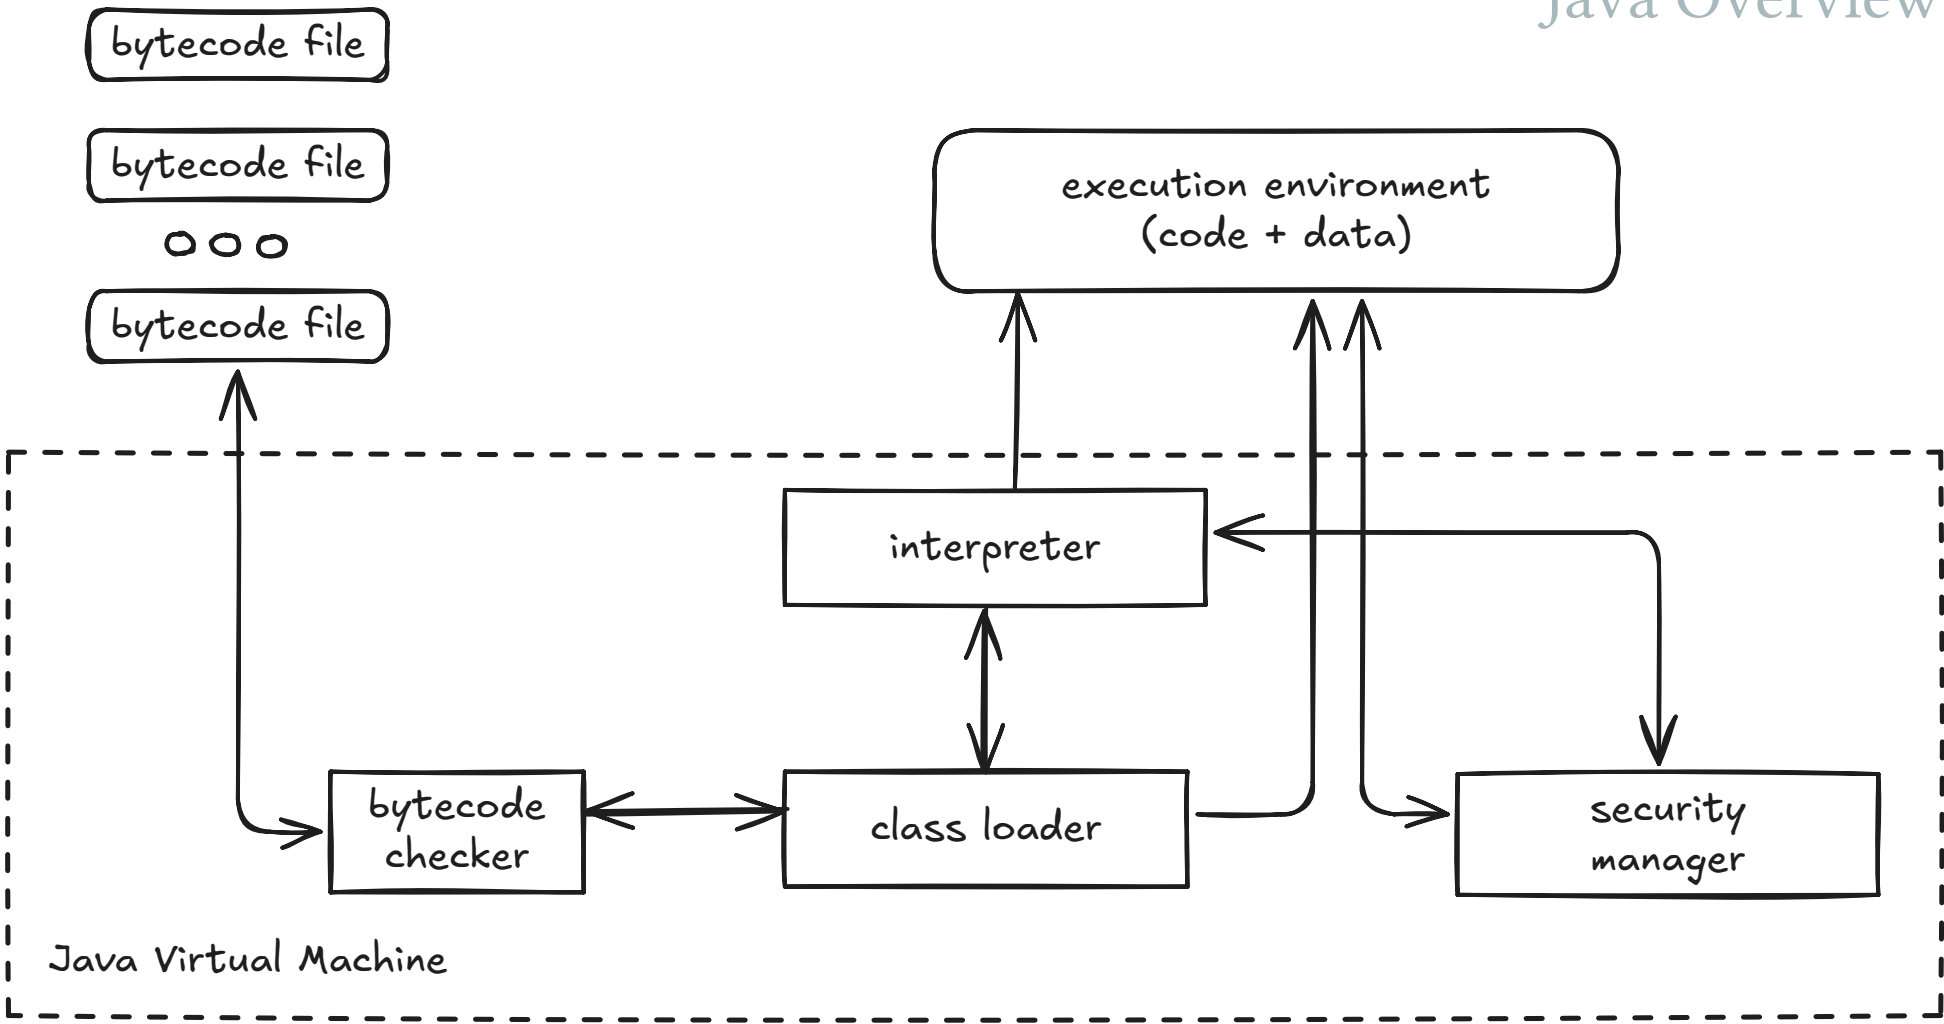 Java Overview
bytecode file
bytecode file
bytecode file
execution environment
(code + data)
interpreter
bytecode
checker
class loader
security
manager
Java Virtual Machine